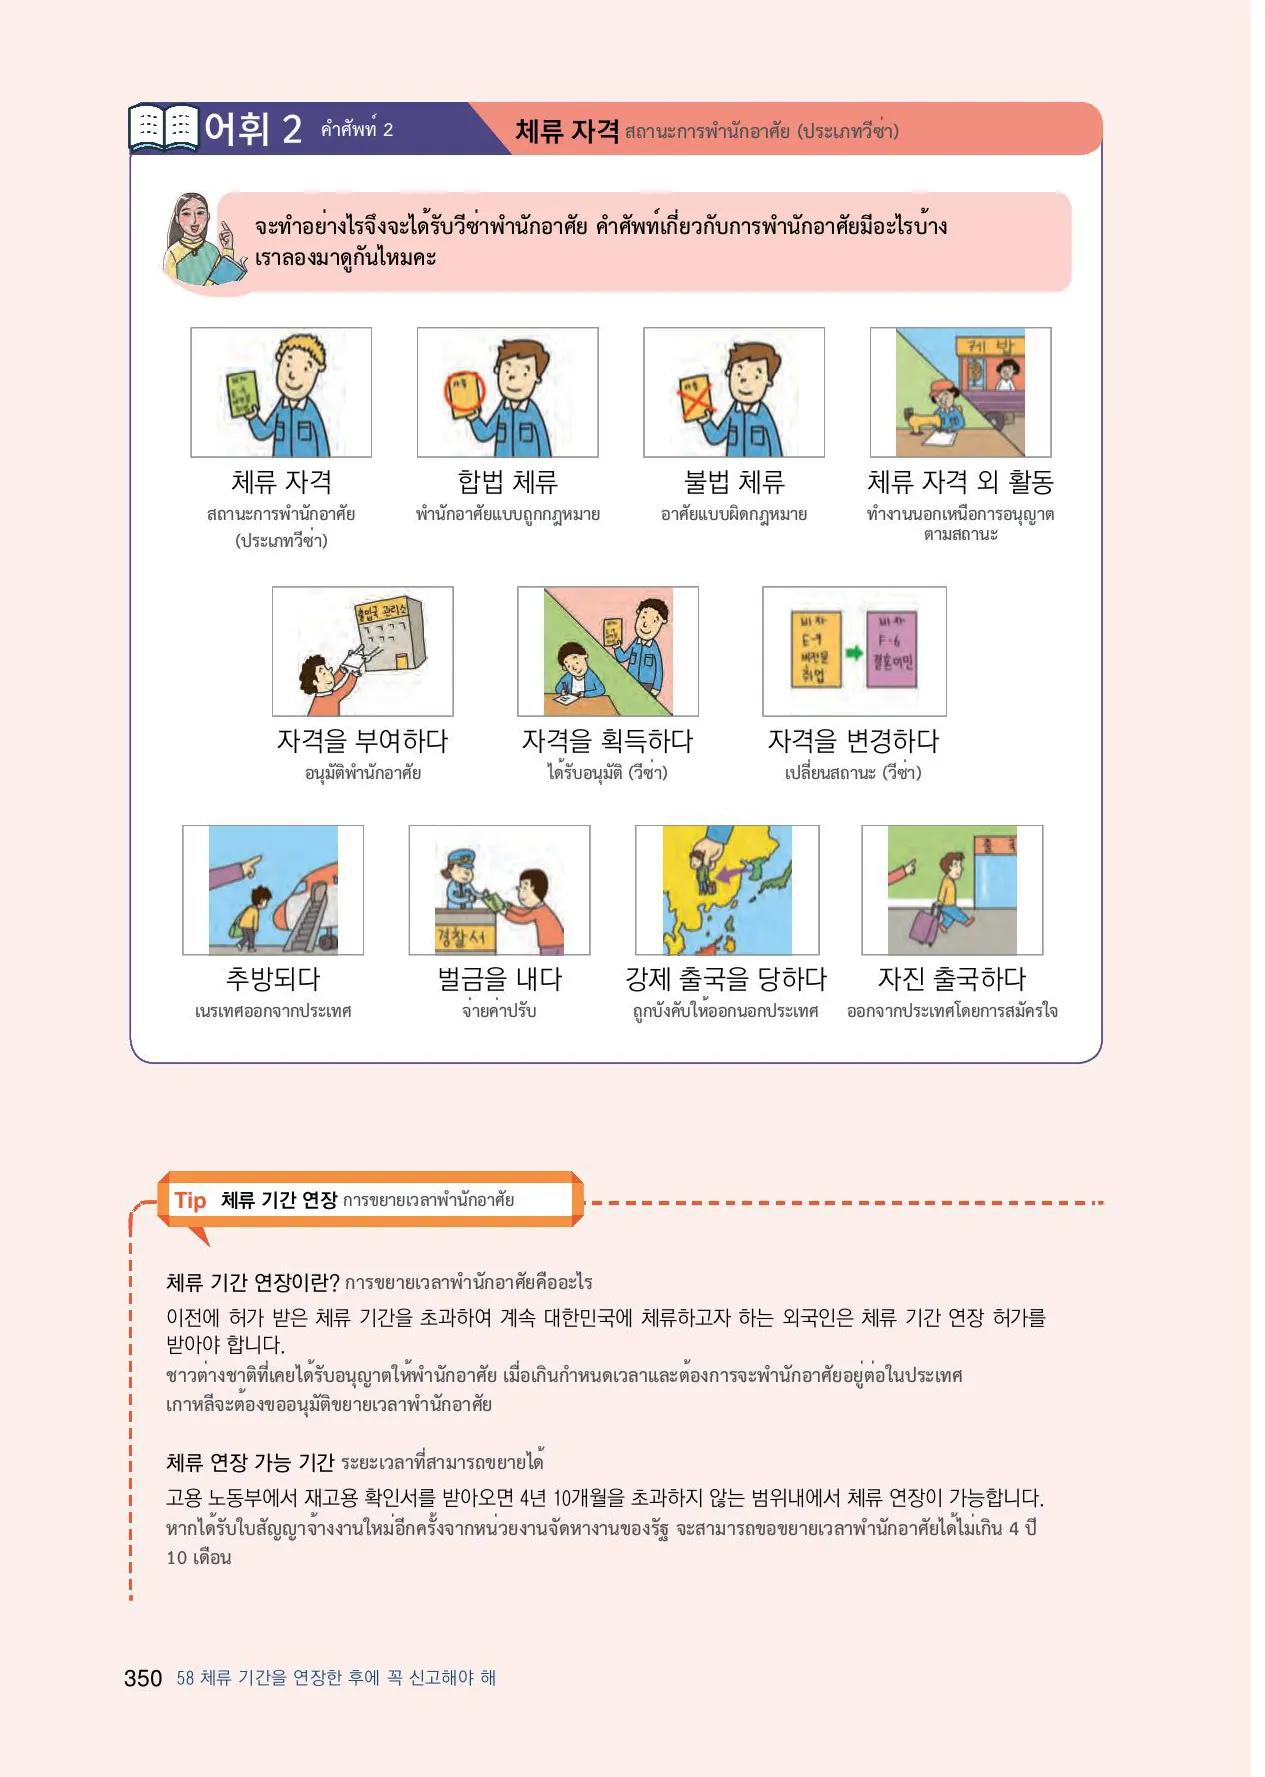 어휘 2 คำศัพท์ 2 체류 자격 สถานะการพำนักอาศัย (ประเภทวีซ่า)
จะทำอย่างไรจึงจะได้รับวีซ่าพำนักอาศัย คำศัพท์เกี่ยวกับการพำนักอาศัยมีอะไรบ้าง
เราลองมาดูกันไหมคะ
체류 자격
สถานะการพำนักอาศัย
(ประเภทวีซ่า)
합법 체류
พำนักอาศัยแบบถูกกฎหมาย
불법 체류
อาศัยแบบผิดกฎหมาย
체류 자격 외 활동
ทำงานนอกเหนือการอนุญาต
ตามสถานะ
출입국 관리소
자격을 부여하다
อนุมัติพำนักอาศัย
자격을 획득하다
ได้รับอนุมัติ (วีซ่า)
비자
E-9
비전문
취업
비자
F-6
결혼이민
자격을 변경하다
เปลี่ยนสถานะ (วีซ่า)
추방되다
เนรเทศออกจากประเทศ
경찰서
벌금을 내다
จ่ายค่าปรับ
강제 출국을 당하다
ถูกบังคับให้ออกนอกประเทศ
출국
자진 출국하다
ออกจากประเทศโดยการสมัครใจ
Tip 체류 기간 연장 การขยายเวลาพำนักอาศัย
체류 기간 연장이란? การขยายเวลาพำนักอาศัยคืออะไร
이전에 허가 받은 체류 기간을 초과하여 계속 대한민국에 체류하고자 하는 외국인은 체류 기간 연장 허가를
받아야 합니다.
ชาวต่างชาติที่เคยได้รับอนุญาตให้พำนักอาศัย เมื่อเกินกำหนดเวลาและต้องการจะพำนักอาศัยอยู่ต่อในประเทศ
เกาหลีจะต้องขออนุมัติขยายเวลาพำนักอาศัย
체류 연장 가능 기간 ระยะเวลาที่สามารถขยายได้
고용 노동부에서 재고용 확인서를 받아오면 4년 10개월을 초과하지 않는 범위내에서 체류 연장이 가능합니다.
หากได้รับใบสัญญาจ้างงานใหม่อีกครั้งจากหน่วยงานจัดหางานของรัฐ จะสามารถขอขยายเวลาพำนักอาศัยได้ไม่เกิน 4 ปี
10 เดือน
350 58 체류 기간을 연장한 후에 꼭 신고해야 해